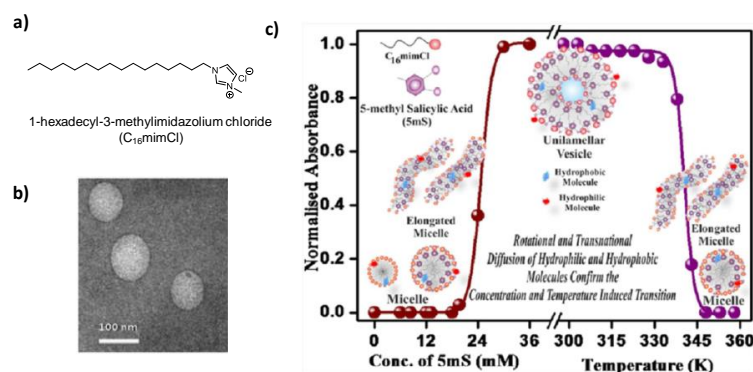 a)
Cl
⊖
N
N
⊕
1-hexadecyl-3-methylimidazolium chloride
(C₁₆mimCl)
b)
100 nm
c)
Normalised Absorbance
1.0
0.8
0.6
0.4
0.2
0.0
C₁₆mimCl
5-methyl Salicylic Acid
(5mS)
Unilamellar
Vesicle
Hydrophobic
Molecule
Hydrophilic
Molecule
Elongated
Micelle
Elongated
Micelle
Rotational and Transnational
Diffusion of Hydrophilic and Hydrophobic
Molecules Confirm the
Concentration and Temperature Induced Transition
Micelle
Micelle
0 12 24 36 300 315 330 345 360
Conc. of 5mS (mM) Temperature (K)